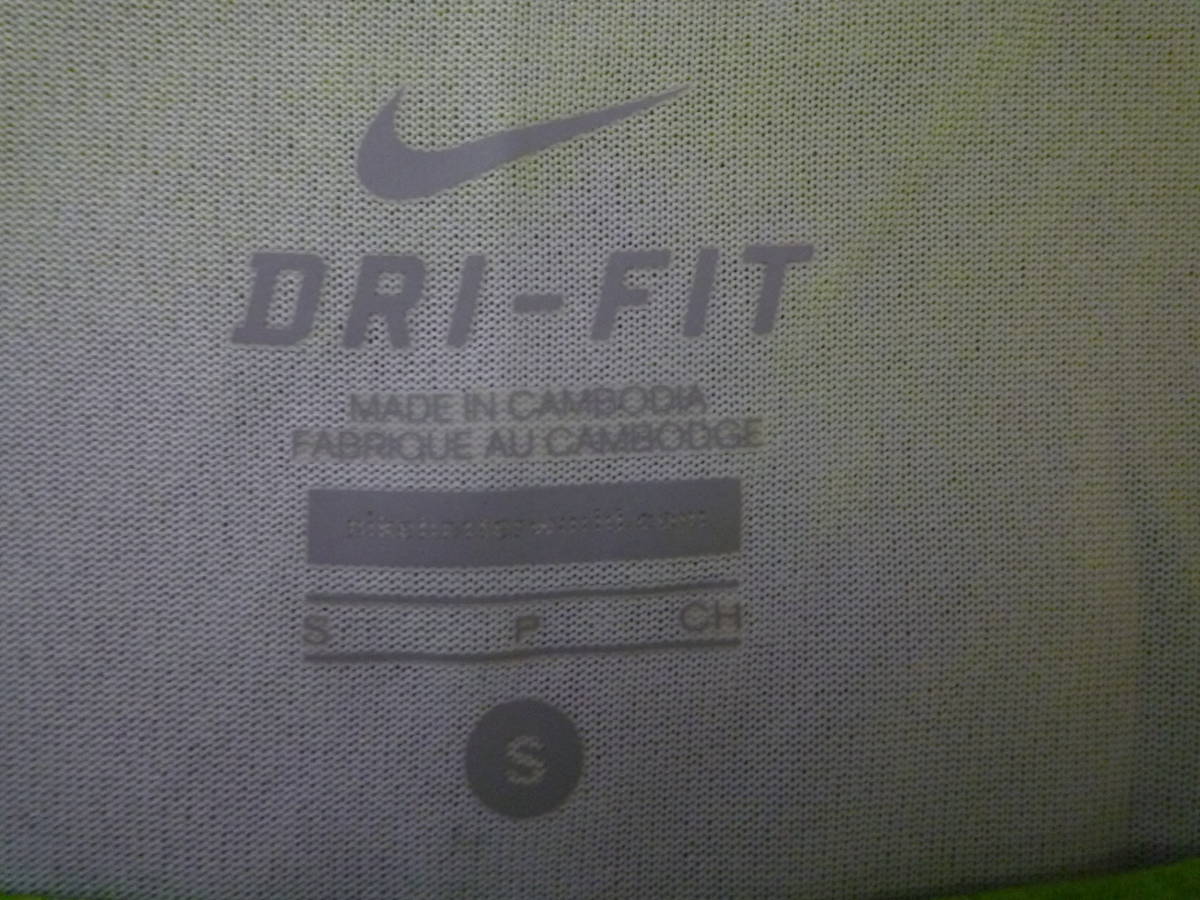 DRI-FIT
MADE IN CAMBODIA
FABRIQUE AU CAMBODGE
S P CH
S